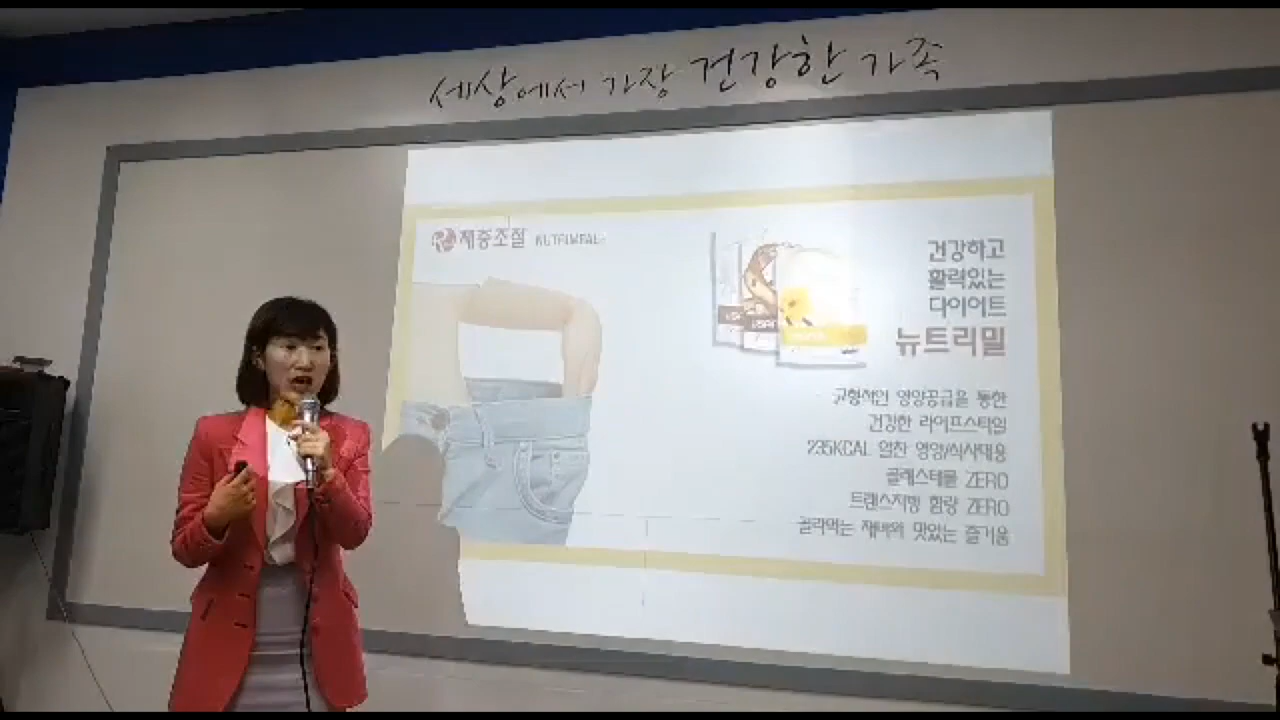 세상에서 가장 건강한 가족
체중조절 NUTRIMEAL
건강하고
활력있는
다이어트
뉴트리밀
균형적인 영양공급을 통한
건강한 라이프스타일
235KCAL 알찬 영양/식사대용
콜레스테롤 ZERO
트랜스지방 함량 ZERO
골라먹는 재미와 맛있는 즐거움